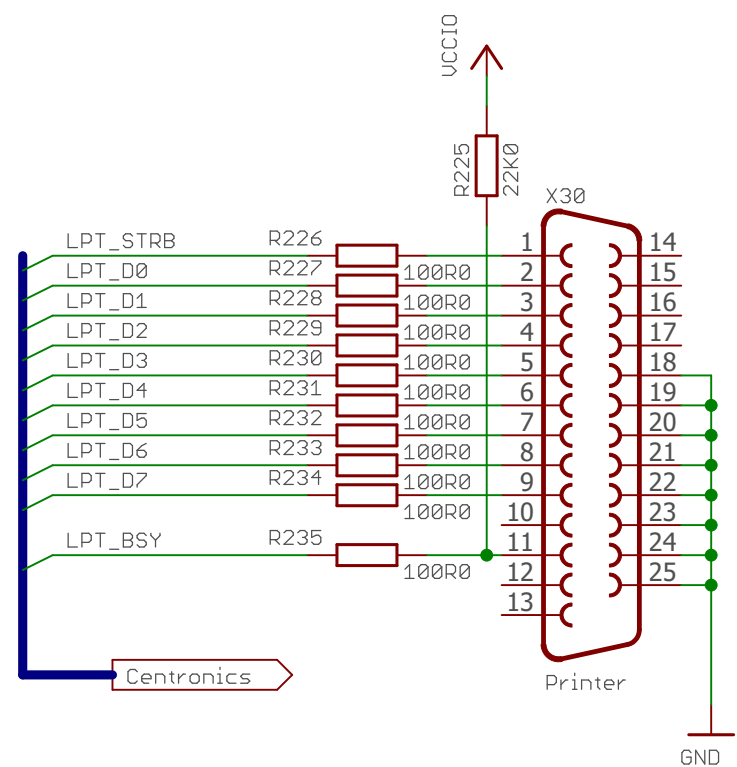 VCCIO
R225
22K0
X30
LPT_STRB R226 1 14
LPT_D0 R227 100R0 2 15
LPT_D1 R228 100R0 3 16
LPT_D2 R229 100R0 4 17
LPT_D3 R230 100R0 5 18
LPT_D4 R231 100R0 6 19
LPT_D5 R232 100R0 7 20
LPT_D6 R233 100R0 8 21
LPT_D7 R234 100R0 9 22
100R0 10 23
LPT_BSY R235 11 24
100R0 12 25
13
Centronics
Printer
GND